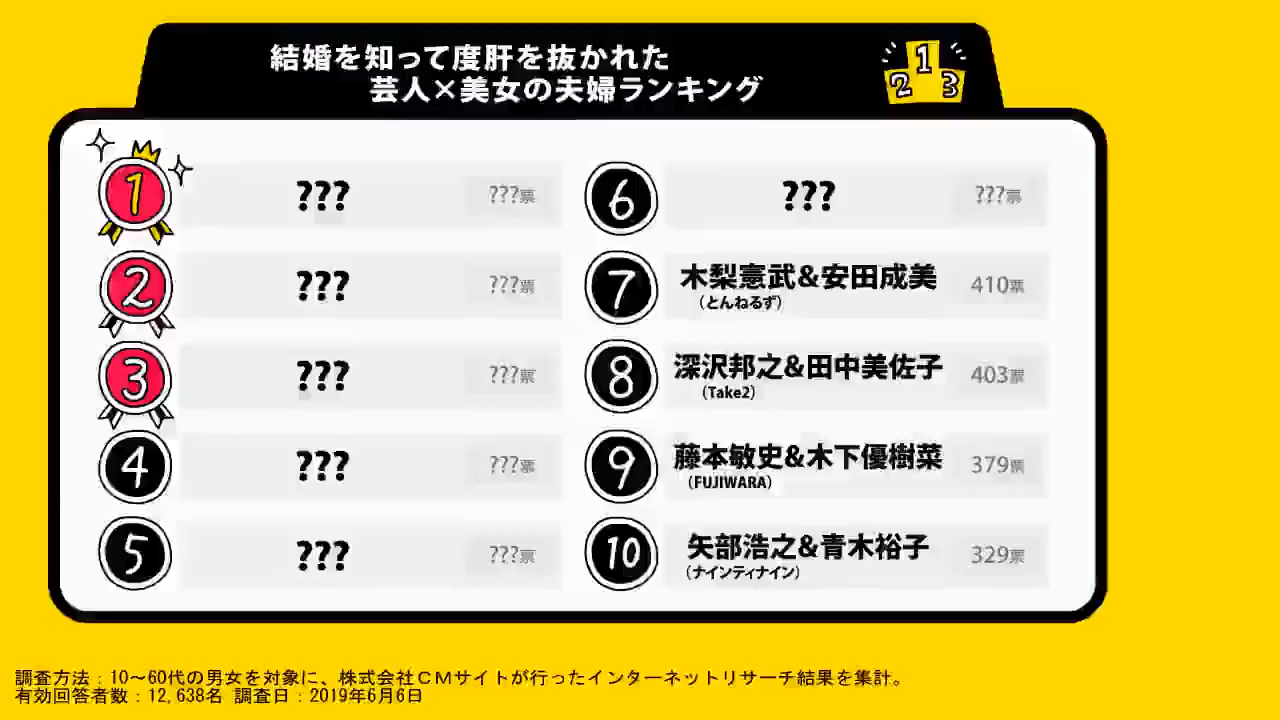 結婚を知って度肝を抜かれた
芸人×美女の夫婦ランキング
1 2 3
1 ??? ???票
2 ??? ???票
3 ??? ???票
4 ??? ???票
5 ??? ???票
6 ??? ???票
7 木梨憲武&安田成美 410票
(とんねるず)
8 深沢邦之&田中美佐子 403票
(Take2)
9 藤本敏史&木下優樹菜 379票
(FUJIWARA)
10 矢部浩之&青木裕子 329票
(ナインティナイン)
調査方法：10～60代の男女を対象に、株式会社ＣＭサイトが行ったインターネットリサーチ結果を集計。
有効回答者数：12,638名 調査日：2019年6月6日